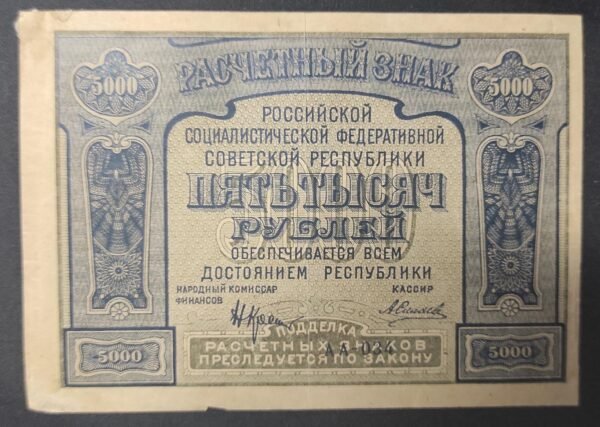 5000 РАСЧЕТНЫЙ ЗНАК 5000
РОССИЙСКОЙ
СОЦИАЛИСТИЧЕСКОЙ ФЕДЕРАТИВНОЙ
СОВЕТСКОЙ РЕСПУБЛИКИ
ПЯТЬ ТЫСЯЧ
РУБЛЕЙ
ОБЕСПЕЧИВАЕТСЯ ВСЕМ
ДОСТОЯНИЕМ РЕСПУБЛИКИ
НАРОДНЫЙ КОМИССАР
ФИНАНСОВ
КАССИР
ПОДДЕЛКА
РАСЧЕТНЫХ ЗНАКОВ
ПРЕСЛЕДУЕТСЯ ПО ЗАКОНУ
5000
5000